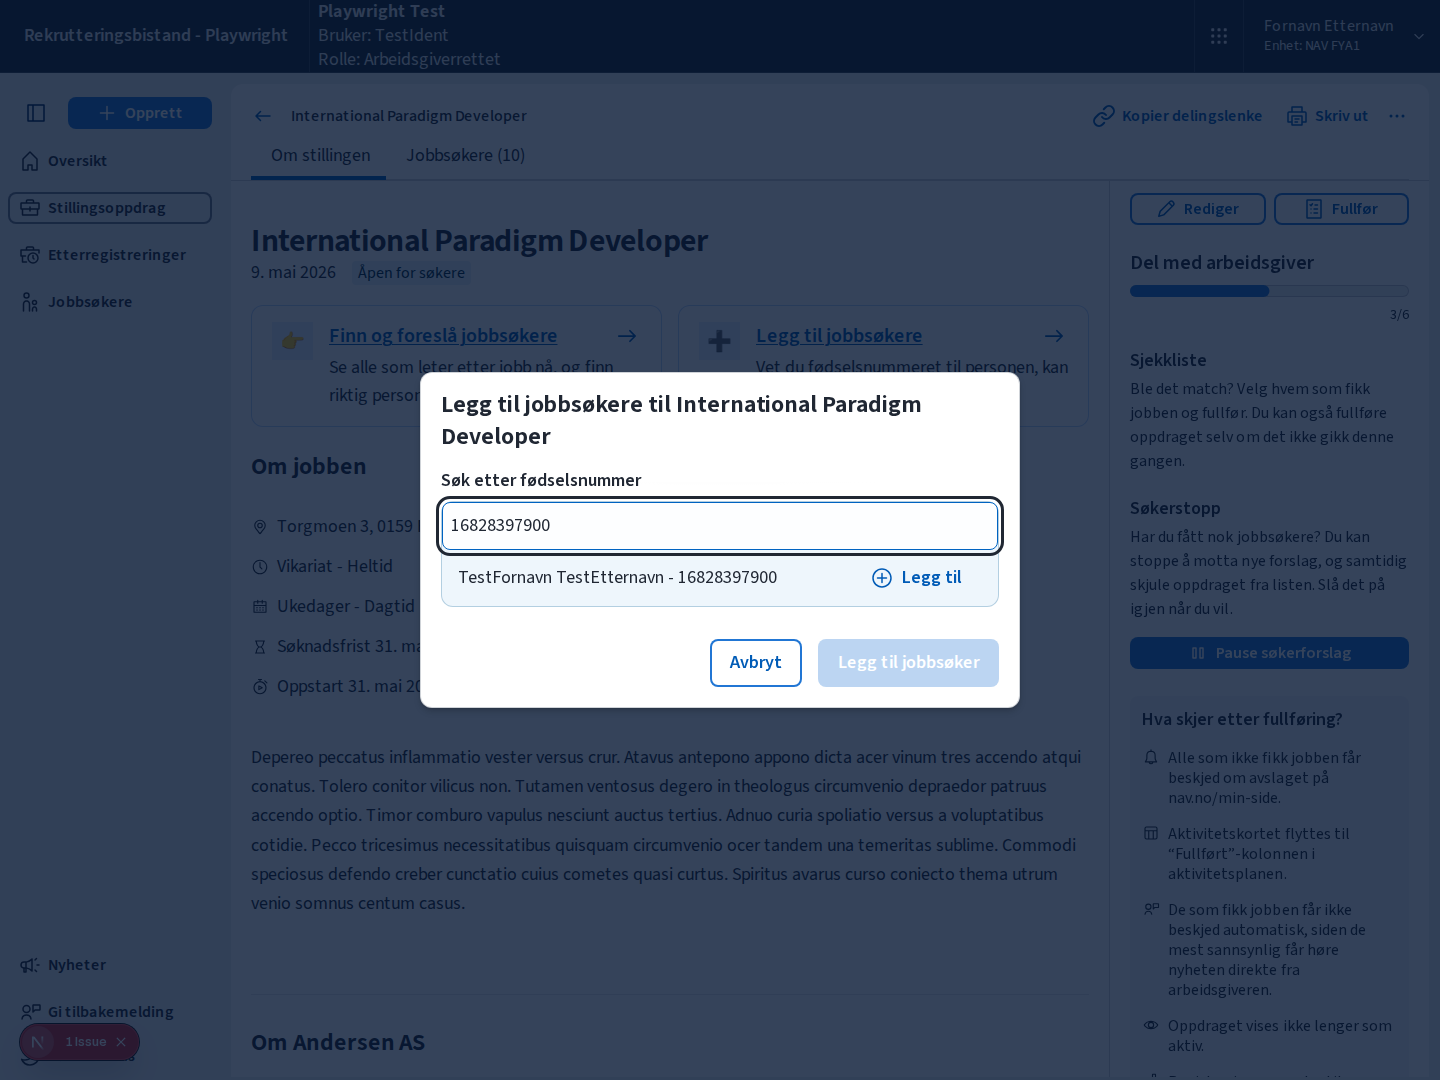 Rekrutteringsbistand - Playwright
Playwright Test
Bruker: TestIdent
Rolle: Arbeidsgiverrettet
Fornavn Etternavn
Enhet: NAV FYA1
Opprett
Oversikt
Stillingsoppdrag
Etterregistreringer
Jobbsøkere
International Paradigm Developer
Kopier delingslenke
Skriv ut
Om stillingen
Jobbsøkere (10)
International Paradigm Developer
9. mai 2026
Åpen for søkere
Finn og foreslå jobbsøkere
Se alle som leter etter jobb nå, og finn
riktig person
Legg til jobbsøkere
Vet du fødselsnummeret til personen, kan
Legg til jobbsøkere til International Paradigm
Developer
Søk etter fødselsnummer
16828397900
TestFornavn TestEtternavn - 16828397900
Legg til
Avbryt
Legg til jobbsøker
Om jobben
Torgmoen 3, 0159
Vikariat - Heltid
Ukedager - Dagtid
Søknadsfrist 31.
Oppstart 31. mai
Depereo peccatus inflammatio vester versus crur. Atavus antepono appono dicta acer vinum tres accendo atqui
conatus. Tolero conitor vilicus non. Tutamen ventosus degero in theologus circumvenio depraedor patruus
accendo optio. Timor comburo vapulus nesciunt auctus tertius. Adnuo curia spoliatio versus a voluptatibus
cotidie. Pecco tricesimus necessitatibus quisquam circumvenio ocer tandem una temeritas sublime. Commodi
speciosus defendo creber cunctatio cuius cometes quasi curtus. Spiritus avarus curso coniecto thema utrum
venio somnus centum casus.
Om Andersen AS
Rediger
Fullfør
Del med arbeidsgiver
3/6
Sjekkliste
Ble det match? Velg hvem som fikk
jobben og fullfør. Du kan også fullføre
oppdraget selv om det ikke gikk denne
gangen.
Søkerstopp
Har du fått nok jobbsøkere? Du kan
stoppe å motta nye forslag, og samtidig
skjule oppdraget fra listen. Slå det på
igjen når du vil.
Pause søkerforslag
Hva skjer etter fullføring?
Alle som ikke fikk jobben får
beskjed om avslaget på
nav.no/min-side.
Aktivitetskortet flyttes til
“Fullført”-kolonnen i
aktivitetsplanen.
De som fikk jobben får ikke
beskjed automatisk, siden de
mest sannsynlig får høre
nyheten direkte fra
arbeidsgiveren.
Oppdraget vises ikke lenger som
aktiv.
Nyheter
Gi tilbakemelding
1 Issue